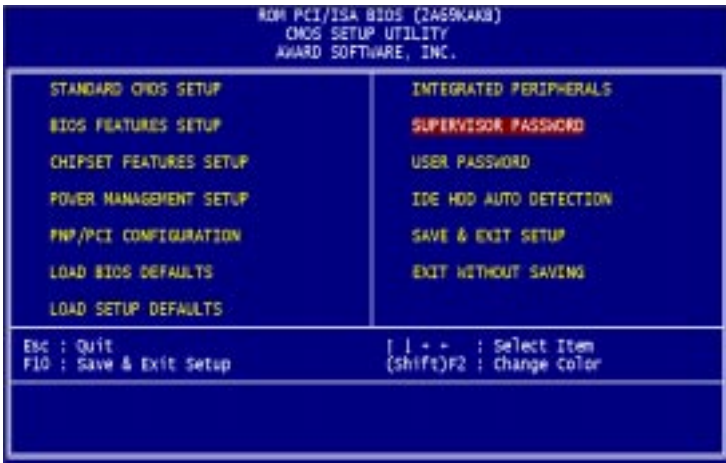 ROM PCI/ISA BIOS (2A69KAKB)
CMOS SETUP UTILITY
AWARD SOFTWARE, INC.
STANDARD CMOS SETUP
BIOS FEATURES SETUP
CHIPSET FEATURES SETUP
POWER MANAGEMENT SETUP
PNP/PCI CONFIGURATION
LOAD BIOS DEFAULTS
LOAD SETUP DEFAULTS
INTEGRATED PERIPHERALS
SUPERVISOR PASSWORD
USER PASSWORD
IDE HDD AUTO DETECTION
SAVE & EXIT SETUP
EXIT WITHOUT SAVING
Esc : Quit
F10 : Save & Exit Setup
: Select Item
(Shift)F2 : Change Color